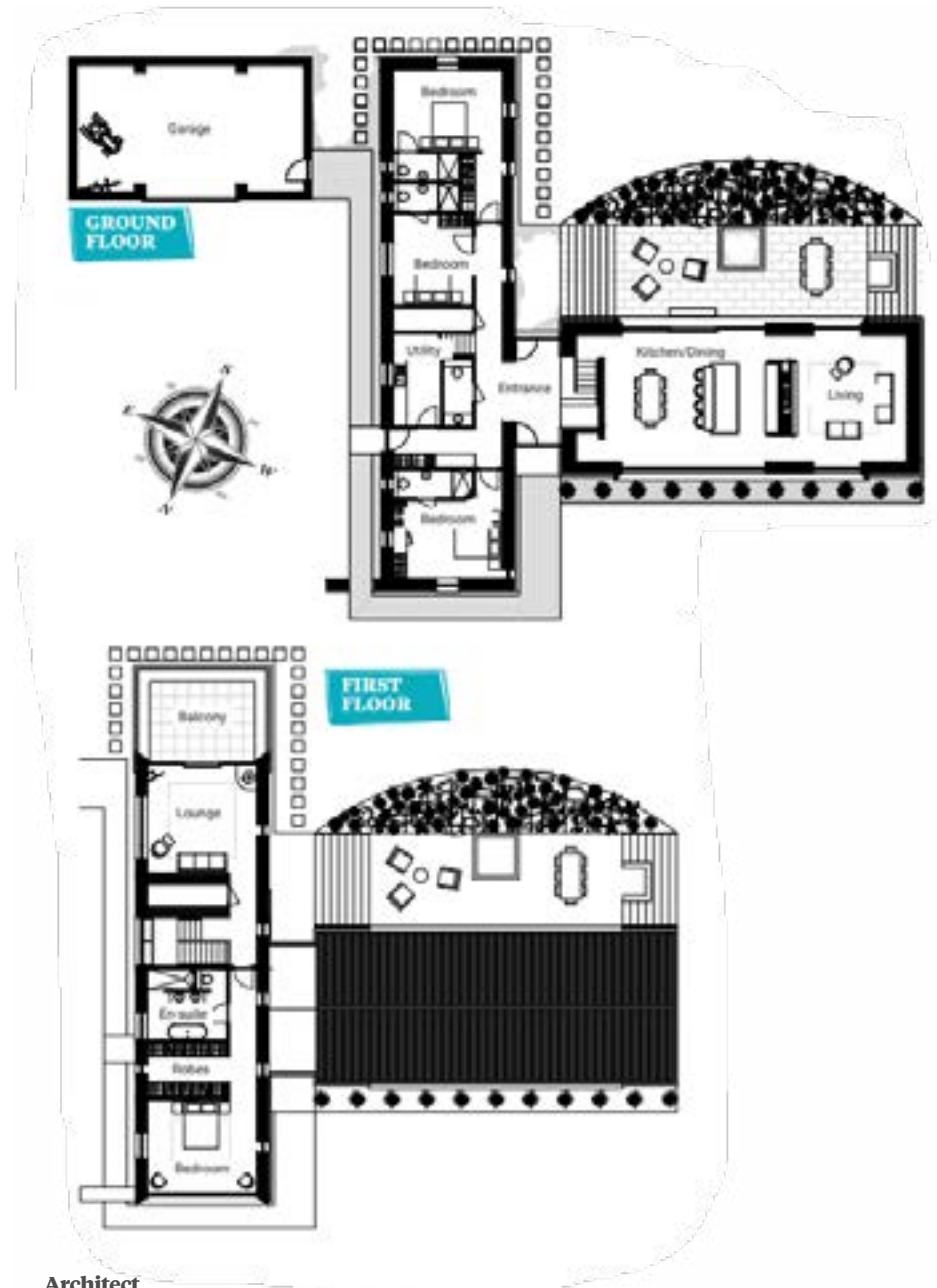 Bedroom
Garage
GROUND
FLOOR
Bedroom
Utility
Entrance
Kitchen/Dining
Living
S
E
W
N
Bedroom
FIRST
FLOOR
Balcony
Lounge
En suite
Robes
Bedroom
Architect